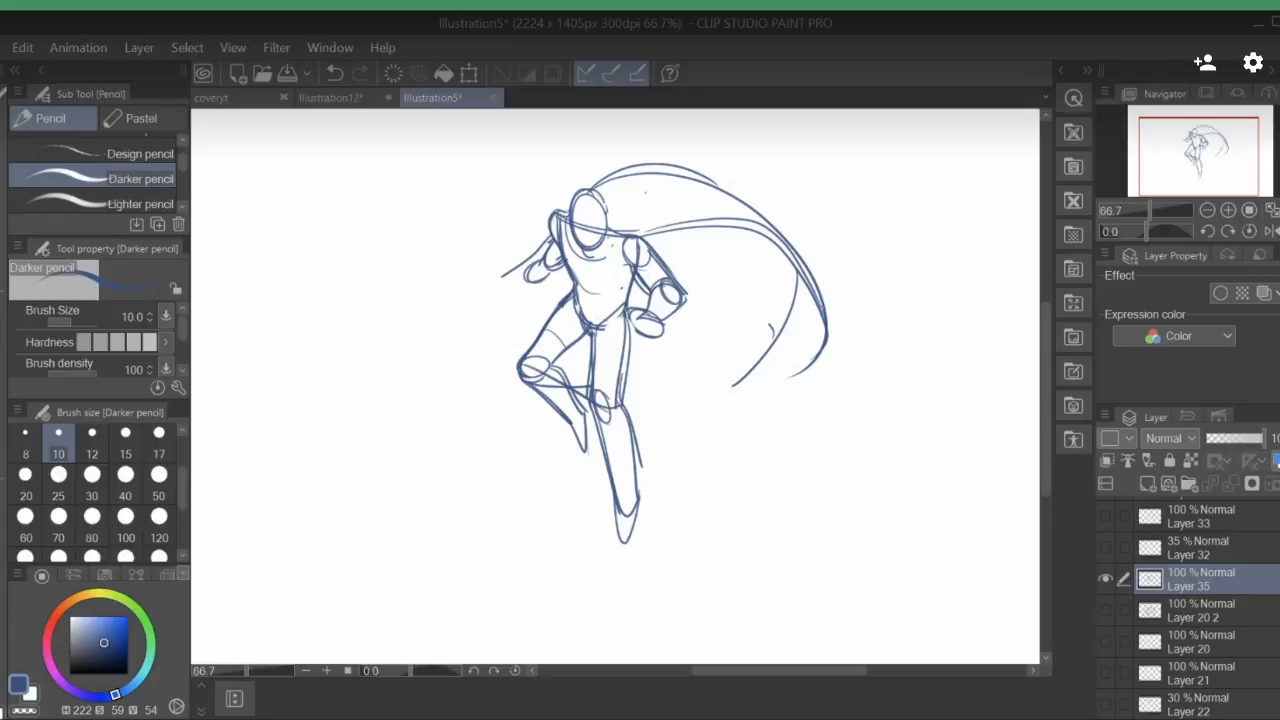 Illustration5* (2224 x 1405px 300dpi 66.7%) - CLIP STUDIO PAINT PRO
Edit Animation Layer Select View Filter Window Help
Sub Tool [Pencil]
Pencil Pastel
Design pencil
Darker pencil
Lighter pencil
Tool property [Darker pencil]
Darker pencil
Brush Size 10.0
Hardness
Brush density 100
Brush size [Darker pencil]
8 10 12 15 17
20 25 30 40 50
60 70 80 100 120
H 222 S 59 V 54
coveryt Illustration12* Illustration5*
66.7 0.0
Navigator
66.7
0.0
Layer Property
Effect
Expression color
Color
Layer
Normal
100 % Normal
Layer 33
35 % Normal
Layer 32
100 % Normal
Layer 35
100 % Normal
Layer 20 2
100 % Normal
Layer 20
100 % Normal
Layer 21
30 % Normal
Layer 22